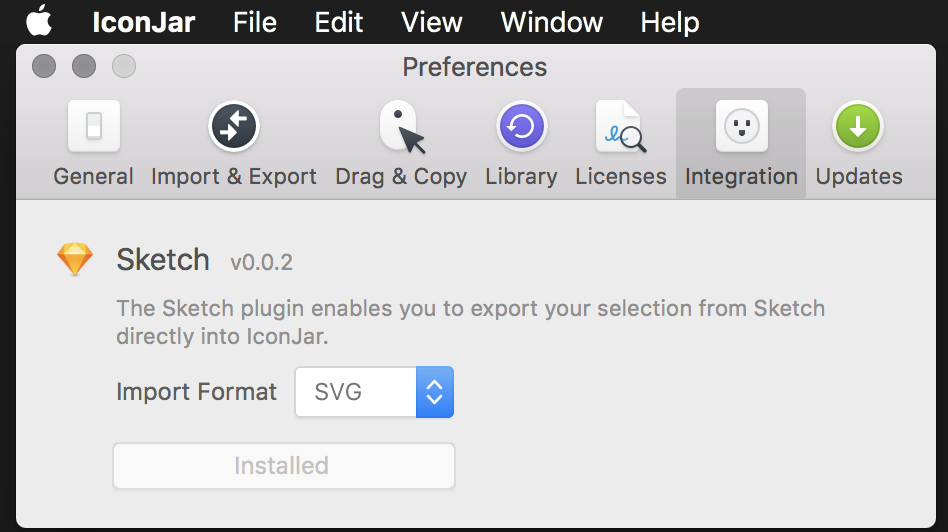 IconJar File Edit View Window Help
Preferences
General Import & Export Drag & Copy Library Licenses Integration Updates
Sketch v0.0.2
The Sketch plugin enables you to export your selection from Sketch
directly into IconJar.
Import Format SVG
Installed